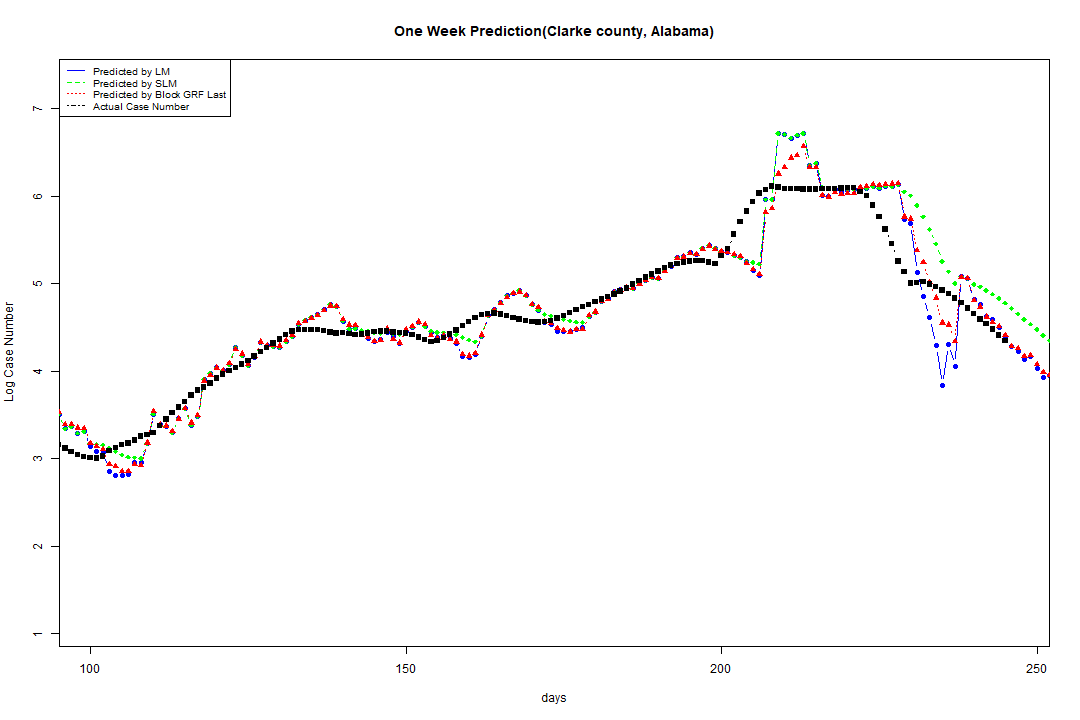 One Week Prediction(Clarke county, Alabama)
Predicted by LM
Predicted by SLM
Predicted by Block GRF Last
Actual Case Number
7
6
5
4
3
2
1
Log Case Number
100 150 200 250
days